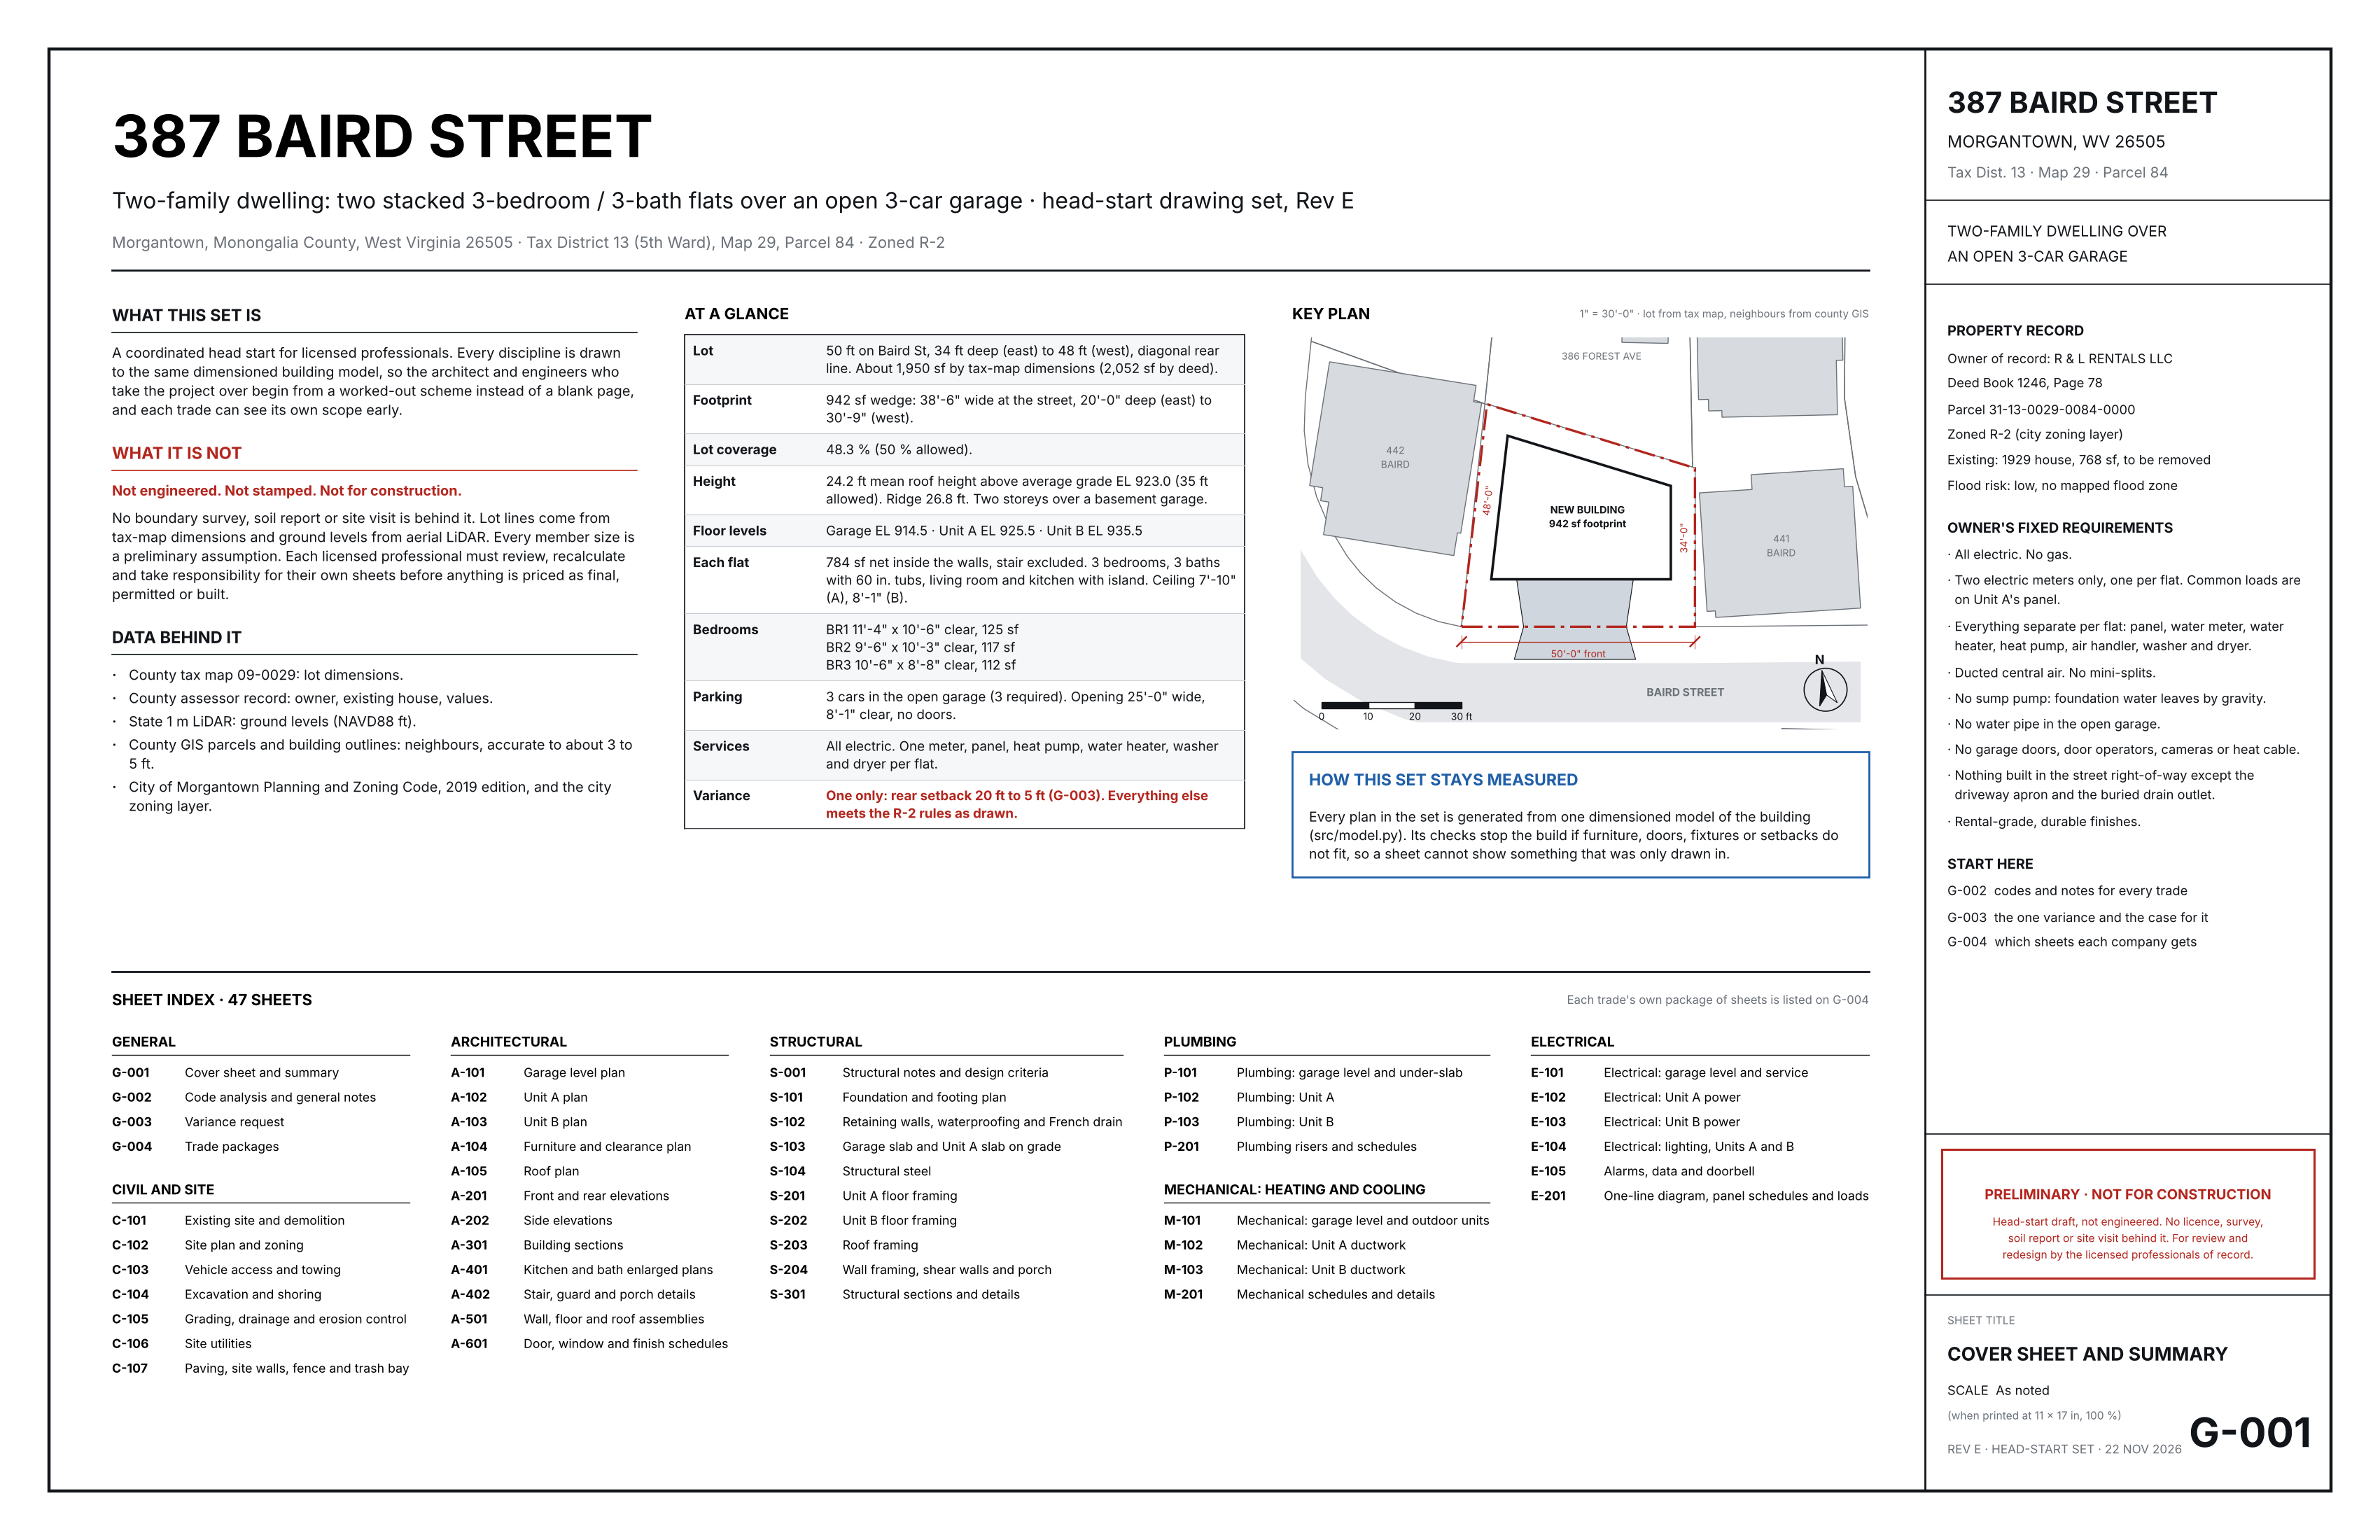 387 BAIRD STREET
Two-family dwelling: two stacked 3-bedroom / 3-bath flats over an open 3-car garage · head-start drawing set, Rev E
Morgantown, Monongalia County, West Virginia 26505 · Tax District 13 (5th Ward), Map 29, Parcel 84 · Zoned R-2
WHAT THIS SET IS
A coordinated head start for licensed professionals. Every discipline is drawn
to the same dimensioned building model, so the architect and engineers who
take the project over begin from a worked-out scheme instead of a blank page,
and each trade can see its own scope early.
WHAT IT IS NOT
Not engineered. Not stamped. Not for construction.
No boundary survey, soil report or site visit is behind it. Lot lines come from
tax-map dimensions and ground levels from aerial LiDAR. Every member size is
a preliminary assumption. Each licensed professional must review, recalculate
and take responsibility for their own sheets before anything is priced as final,
permitted or built.
DATA BEHIND IT
· County tax map 09-0029: lot dimensions.
· County assessor record: owner, existing house, values.
· State 1 m LiDAR: ground levels (NAVD88 ft).
· County GIS parcels and building outlines: neighbours, accurate to about 3 to
5 ft.
· City of Morgantown Planning and Zoning Code, 2019 edition, and the city
zoning layer.
AT A GLANCE
Lot 50 ft on Baird St, 34 ft deep (east) to 48 ft (west), diagonal rear
line. About 1,950 sf by tax-map dimensions (2,052 sf by deed).
Footprint 942 sf wedge: 38'-6" wide at the street, 20'-0" deep (east) to
30'-9" (west).
Lot coverage 48.3 % (50 % allowed).
Height 24.2 ft mean roof height above average grade EL 923.0 (35 ft
allowed). Ridge 26.8 ft. Two storeys over a basement garage.
Floor levels Garage EL 914.5 · Unit A EL 925.5 · Unit B EL 935.5
Each flat 784 sf net inside the walls, stair excluded. 3 bedrooms, 3 baths
with 60 in. tubs, living room and kitchen with island. Ceiling 7'-10"
(A), 8'-1" (B).
Bedrooms BR1 11'-4" x 10'-6" clear, 125 sf
BR2 9'-6" x 10'-3" clear, 117 sf
BR3 10'-6" x 8'-8" clear, 112 sf
Parking 3 cars in the open garage (3 required). Opening 25'-0" wide,
8'-1" clear, no doors.
Services All electric. One meter, panel, heat pump, water heater, washer
and dryer per flat.
Variance One only: rear setback 20 ft to 5 ft (G-003). Everything else
meets the R-2 rules as drawn.
KEY PLAN
1" = 30'-0" · lot from tax map, neighbours from county GIS
386 FOREST AVE
442
BAIRD
48'-0"
NEW BUILDING
942 sf footprint
34'-0"
441
BAIRD
50'-0" front
N
BAIRD STREET
0 10 20 30 ft
HOW THIS SET STAYS MEASURED
Every plan in the set is generated from one dimensioned model of the building
(src/model.py). Its checks stop the build if furniture, doors, fixtures or setbacks do
not fit, so a sheet cannot show something that was only drawn in.
SHEET INDEX · 47 SHEETS
Each trade's own package of sheets is listed on G-004
GENERAL
G-001 Cover sheet and summary
G-002 Code analysis and general notes
G-003 Variance request
G-004 Trade packages
CIVIL AND SITE
C-101 Existing site and demolition
C-102 Site plan and zoning
C-103 Vehicle access and towing
C-104 Excavation and shoring
C-105 Grading, drainage and erosion control
C-106 Site utilities
C-107 Paving, site walls, fence and trash bay
ARCHITECTURAL
A-101 Garage level plan
A-102 Unit A plan
A-103 Unit B plan
A-104 Furniture and clearance plan
A-105 Roof plan
A-201 Front and rear elevations
A-202 Side elevations
A-301 Building sections
A-401 Kitchen and bath enlarged plans
A-402 Stair, guard and porch details
A-501 Wall, floor and roof assemblies
A-601 Door, window and finish schedules
STRUCTURAL
S-001 Structural notes and design criteria
S-101 Foundation and footing plan
S-102 Retaining walls, waterproofing and French drain
S-103 Garage slab and Unit A slab on grade
S-104 Structural steel
S-201 Unit A floor framing
S-202 Unit B floor framing
S-203 Roof framing
S-204 Wall framing, shear walls and porch
S-301 Structural sections and details
PLUMBING
P-101 Plumbing: garage level and under-slab
P-102 Plumbing: Unit A
P-103 Plumbing: Unit B
P-201 Plumbing risers and schedules
MECHANICAL: HEATING AND COOLING
M-101 Mechanical: garage level and outdoor units
M-102 Mechanical: Unit A ductwork
M-103 Mechanical: Unit B ductwork
M-201 Mechanical schedules and details
ELECTRICAL
E-101 Electrical: garage level and service
E-102 Electrical: Unit A power
E-103 Electrical: Unit B power
E-104 Electrical: lighting, Units A and B
E-105 Alarms, data and doorbell
E-201 One-line diagram, panel schedules and loads
387 BAIRD STREET
MORGANTOWN, WV 26505
Tax Dist. 13 · Map 29 · Parcel 84
TWO-FAMILY DWELLING OVER
AN OPEN 3-CAR GARAGE
PROPERTY RECORD
Owner of record: R & L RENTALS LLC
Deed Book 1246, Page 78
Parcel 31-13-0029-0084-0000
Zoned R-2 (city zoning layer)
Existing: 1929 house, 768 sf, to be removed
Flood risk: low, no mapped flood zone
OWNER'S FIXED REQUIREMENTS
· All electric. No gas.
· Two electric meters only, one per flat. Common loads are
on Unit A's panel.
· Everything separate per flat: panel, water meter, water
heater, heat pump, air handler, washer and dryer.
· Ducted central air. No mini-splits.
· No sump pump: foundation water leaves by gravity.
· No water pipe in the open garage.
· No garage doors, door operators, cameras or heat cable.
· Nothing built in the street right-of-way except the
driveway apron and the buried drain outlet.
· Rental-grade, durable finishes.
START HERE
G-002 codes and notes for every trade
G-003 the one variance and the case for it
G-004 which sheets each company gets
PRELIMINARY · NOT FOR CONSTRUCTION
Head-start draft, not engineered. No licence, survey,
soil report or site visit behind it. For review and
redesign by the licensed professionals of record.
SHEET TITLE
COVER SHEET AND SUMMARY
SCALE As noted
(when printed at 11 × 17 in, 100 %)
REV E · HEAD-START SET · 22 NOV 2026
G-001